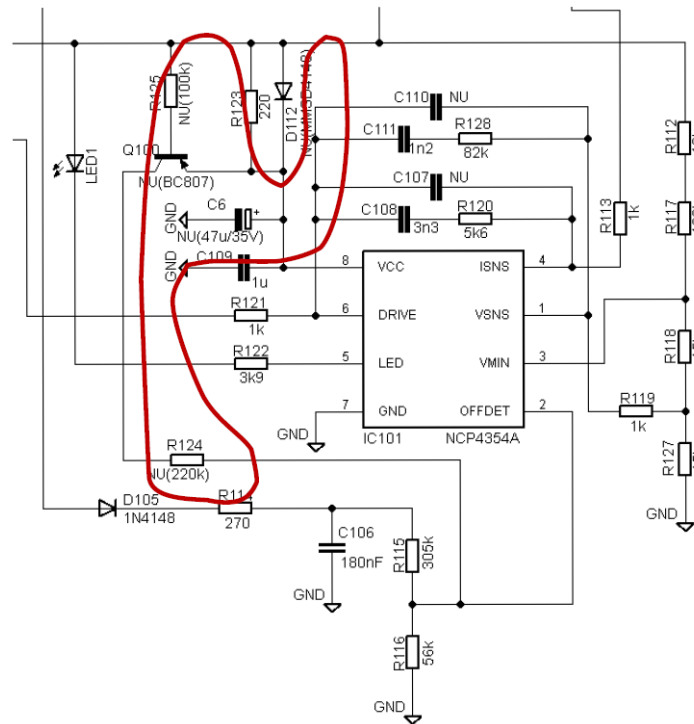 R125
NU(100k)
R123
220
D112
NU(MMSD4148)
C110
NU
C111
1n2
R128
82k
R112
LED1
Q100
NU(BC807)
C107
NU
C108
3n3
R120
5k6
R113
1k
R117
GND
C6
+
NU(47u/35V)
GND
C109
1u
8
VCC
ISNS
4
R121
1k
6
DRIVE
VSNS
1
R122
3k9
5
LED
VMIN
3
R118
7
GND
OFFDET
2
R119
1k
GND
IC101
NCP4354A
R124
NU(220k)
R127
D105
1N4148
R114
270
C106
180nF
R115
305k
GND
GND
R116
56k
GND